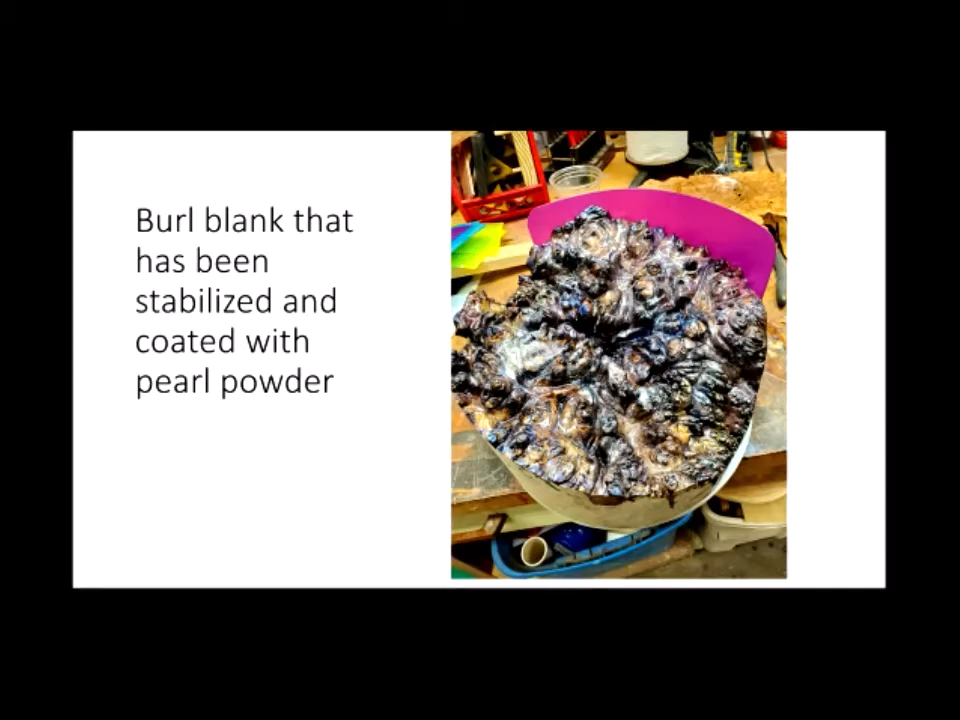 Burl blank that
has been
stabilized and
coated with
pearl powder